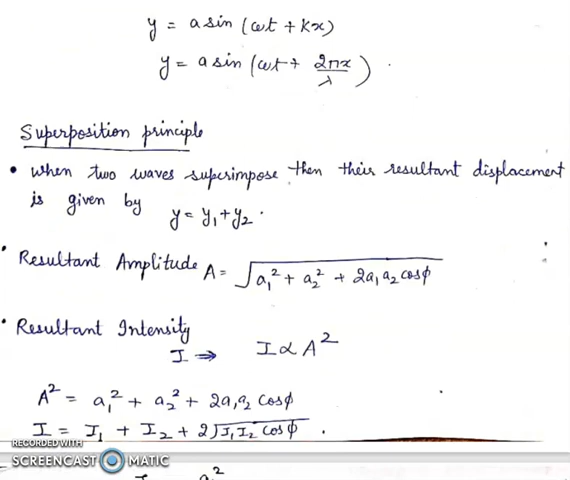 y = a sin (ωt + kx)
y = a sin (ωt + 2πx/λ).
Superposition principle
• When two waves superimpose, then their resultant displacement
is given by y = y₁+y₂.
• Resultant Amplitude A = √(a₁² + a₂² + 2a₁a₂cosϕ)
• Resultant Intensity
I ⇒ I ∝ A²
A² = a₁² + a₂² + 2a₁a₂ cosϕ
I = I₁ + I₂ + 2√(I₁I₂ cosϕ).
RECORDED WITH
SCREENCAST MATIC
a²